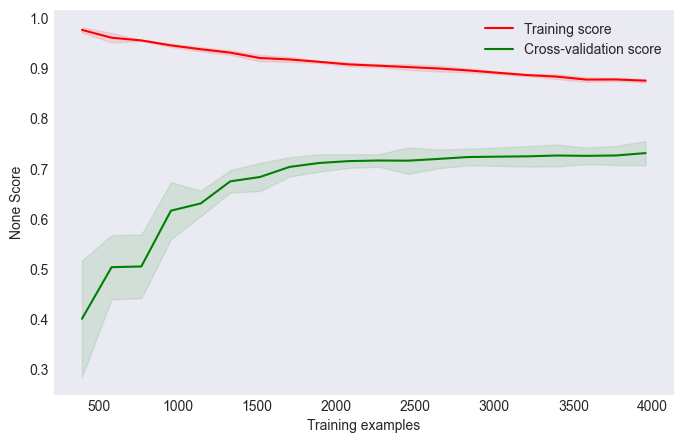 1.0
0.9
0.8
0.7
0.6
0.5
0.4
0.3
None Score
Training score
Cross-validation score
500 1000 1500 2000 2500 3000 3500 4000
Training examples